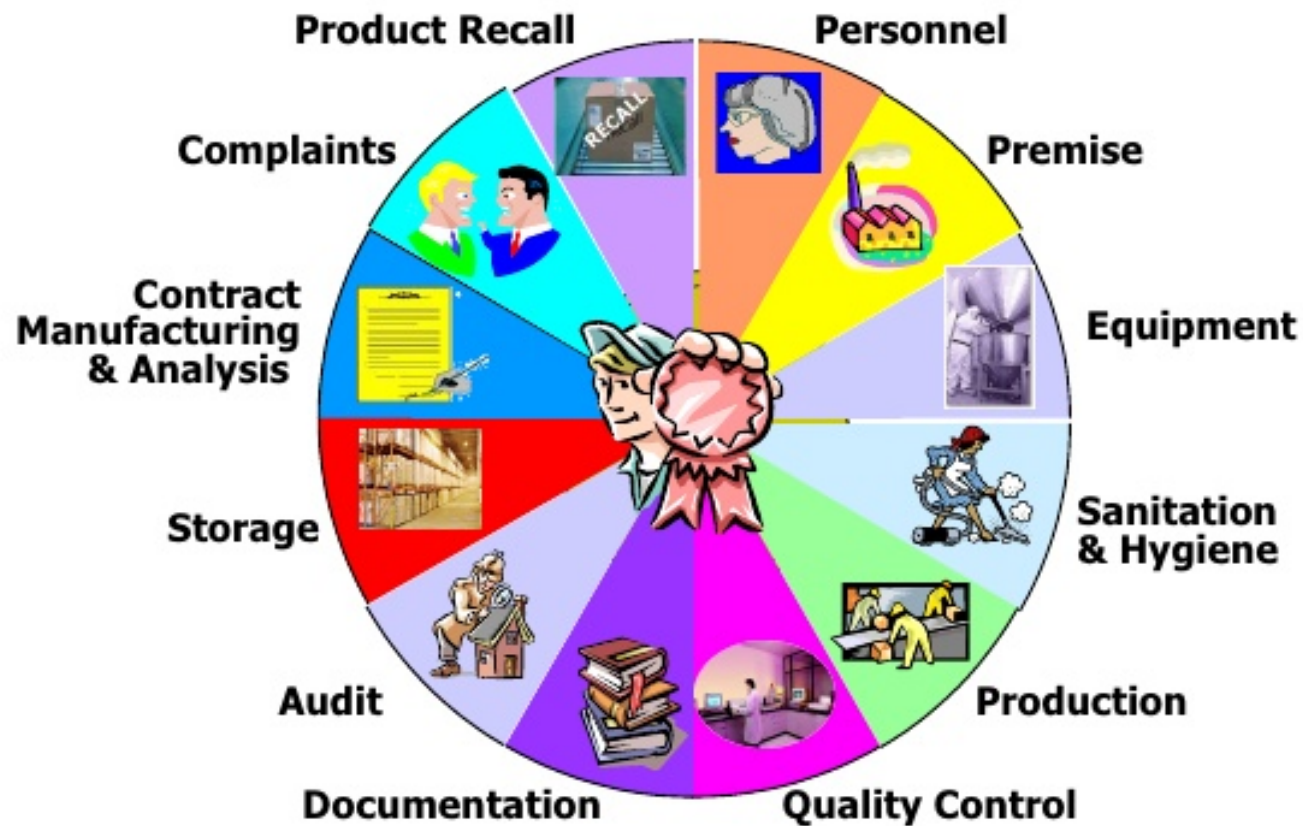 Product Recall
Personnel
RECALL
Complaints
Premise
Contract
Manufacturing
& Analysis
Equipment
Storage
Sanitation
& Hygiene
Audit
Production
Documentation
Quality Control